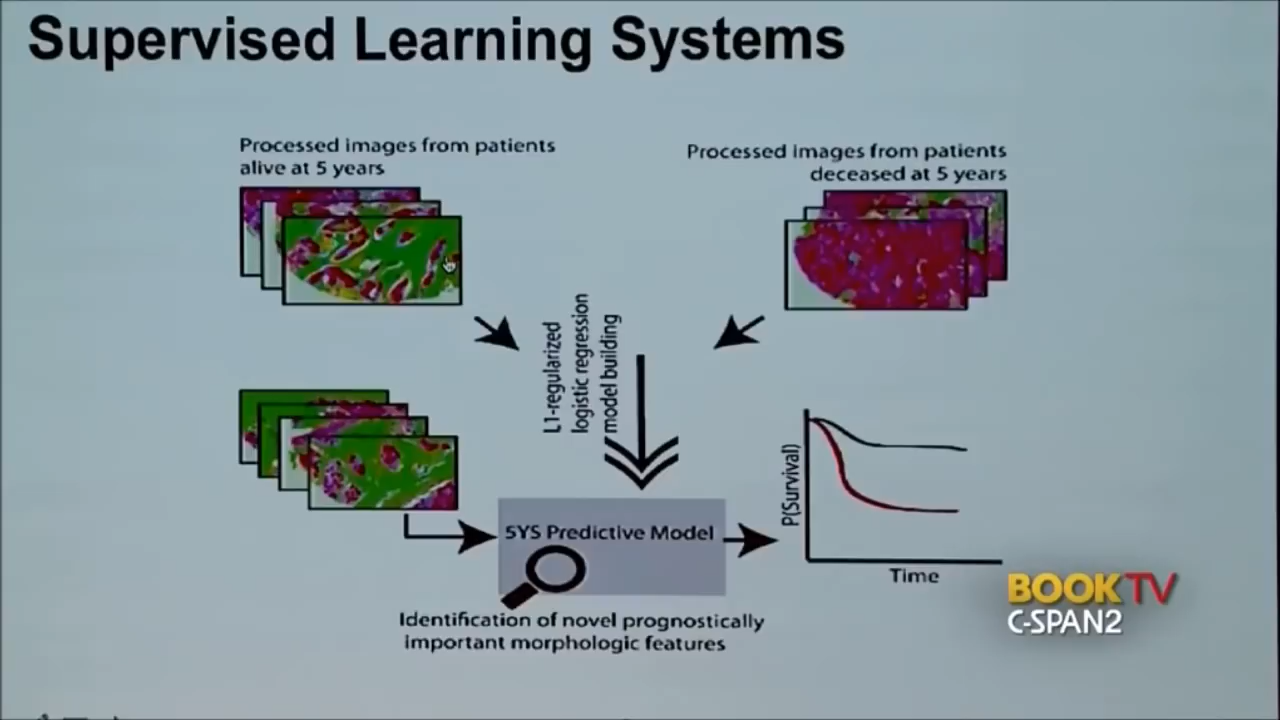 Supervised Learning Systems
Processed images from patients
alive at 5 years
Processed images from patients
deceased at 5 years
L1-regularized
logistic regression
model building
P(Survival)
Time
5YS Predictive Model
Identification of novel prognostically
important morphologic features
BOOK TV
C-SPAN2